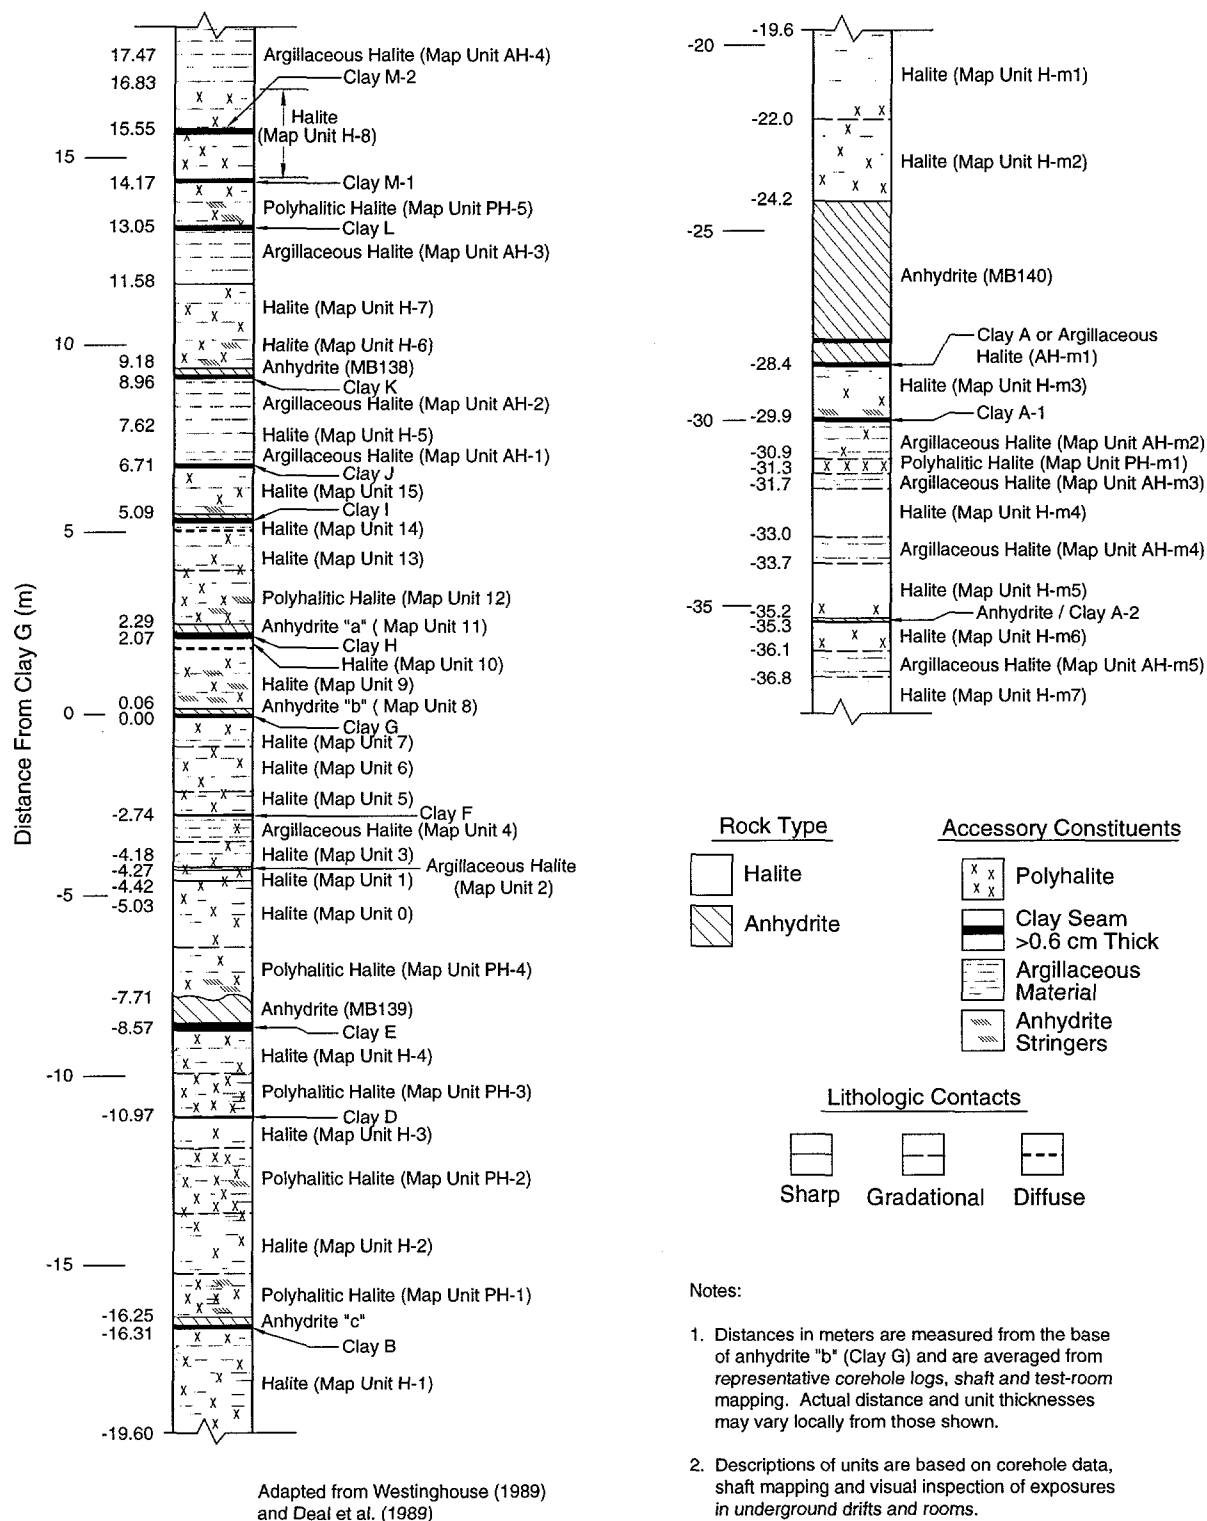 17.47
Argillaceous Halite (Map Unit AH-4)
Clay M-2
16.83
Halite
(Map Unit H-8)
15.55
15
14.17
Clay M-1
Polyhalitic Halite (Map Unit PH-5)
13.05
Clay L
Argillaceous Halite (Map Unit AH-3)
11.58
Halite (Map Unit H-7)
10
Halite (Map Unit H-6)
9.18
Anhydrite (MB138)
8.96
Clay K
Argillaceous Halite (Map Unit AH-2)
7.62
Halite (Map Unit H-5)
Argillaceous Halite (Map Unit AH-1)
6.71
Clay J
Halite (Map Unit 15)
5.09
Clay I
5
Halite (Map Unit 14)
Halite (Map Unit 13)
Polyhalitic Halite (Map Unit 12)
2.29
Anhydrite "a" ( Map Unit 11)
2.07
Clay H
Halite (Map Unit 10)
Halite (Map Unit 9)
0.06
Anhydrite "b" ( Map Unit 8)
0
0.00
Clay G
Halite (Map Unit 7)
Halite (Map Unit 6)
Halite (Map Unit 5)
-2.74
Clay F
Argillaceous Halite (Map Unit 4)
-4.18
Halite (Map Unit 3)
-4.27
Argillaceous Halite
(Map Unit 2)
-4.42
Halite (Map Unit 1)
-5
-5.03
Halite (Map Unit 0)
Polyhalitic Halite (Map Unit PH-4)
-7.71
Anhydrite (MB139)
-8.57
Clay E
Halite (Map Unit H-4)
-10
Polyhalitic Halite (Map Unit PH-3)
-10.97
Clay D
Halite (Map Unit H-3)
Polyhalitic Halite (Map Unit PH-2)
Halite (Map Unit H-2)
-15
Polyhalitic Halite (Map Unit PH-1)
-16.25
Anhydrite "c"
-16.31
Clay B
Halite (Map Unit H-1)
-19.60
Distance From Clay G (m)
Adapted from Westinghouse (1989)
and Deal et al. (1989)
-19.6
-20
Halite (Map Unit H-m1)
-22.0
Halite (Map Unit H-m2)
-24.2
-25
Anhydrite (MB140)
Clay A or Argillaceous
Halite (AH-m1)
-28.4
Halite (Map Unit H-m3)
-29.9
-30
Clay A-1
Argillaceous Halite (Map Unit AH-m2)
-30.9
Polyhalitic Halite (Map Unit PH-m1)
-31.3
Argillaceous Halite (Map Unit AH-m3)
-31.7
Halite (Map Unit H-m4)
-33.0
Argillaceous Halite (Map Unit AH-m4)
-33.7
Halite (Map Unit H-m5)
-35
-35.2
Anhydrite / Clay A-2
-35.3
Halite (Map Unit H-m6)
-36.1
Argillaceous Halite (Map Unit AH-m5)
-36.8
Halite (Map Unit H-m7)
Rock Type
Halite
Anhydrite
Accessory Constituents
Polyhalite
Clay Seam
>0.6 cm Thick
Argillaceous
Material
Anhydrite
Stringers
Lithologic Contacts
Sharp
Gradational
Diffuse
Notes:
1. Distances in meters are measured from the base
of anhydrite "b" (Clay G) and are averaged from
representative corehole logs, shaft and test-room
mapping. Actual distance and unit thicknesses
may vary locally from those shown.
2. Descriptions of units are based on corehole data,
shaft mapping and visual inspection of exposures
in underground drifts and rooms.